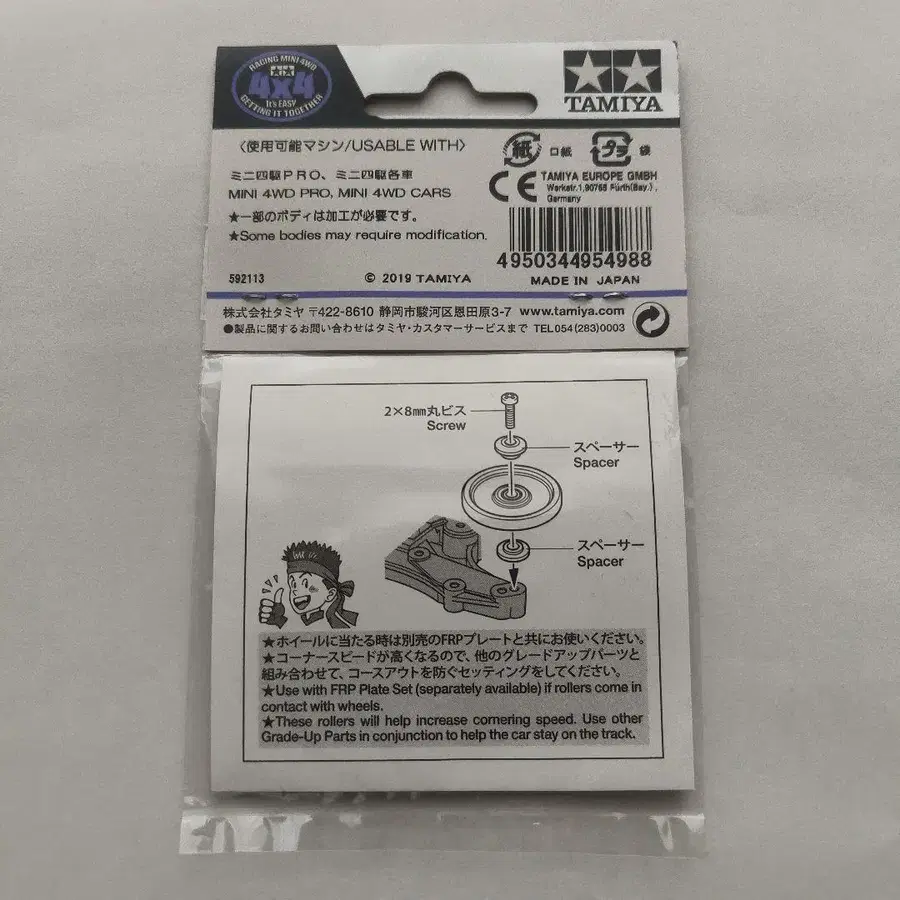 RACING MINI 4WD
4x4
It's EASY
GETTING IT TOGETHER
TAMIYA
〈使用可能マシン/USABLE WITH〉
ミニ四駆PRO、ミニ四駆各車
MINI 4WD PRO, MINI 4WD CARS
★一部のボディは加工が必要です。
★Some bodies may require modification.
紙 口紙 プラ 袋
CE TAMIYA EUROPE GMBH
Werkstr.1,90765 Fürth(Bay.),
Germany
4950344954988
592113 © 2019 TAMIYA MADE IN JAPAN
株式会社タミヤ 〒422-8610 静岡市駿河区恩田原3-7 www.tamiya.com
●製品に関するお問い合わせはタミヤ・カスタマーサービスまで TEL054(283)0003
2×8㎜丸ビス
Screw
スペーサー
Spacer
スペーサー
Spacer
★ホイールに当たる時は別売のFRPプレートと共にお使いください。
★コーナースピードが高くなるので、他のグレードアップパーツと
組み合わせて、コースアウトを防ぐセッティングをしてください。
★Use with FRP Plate Set (separately available) if rollers come in
contact with wheels.
★These rollers will help increase cornering speed. Use other
Grade-Up Parts in conjunction to help the car stay on the track.